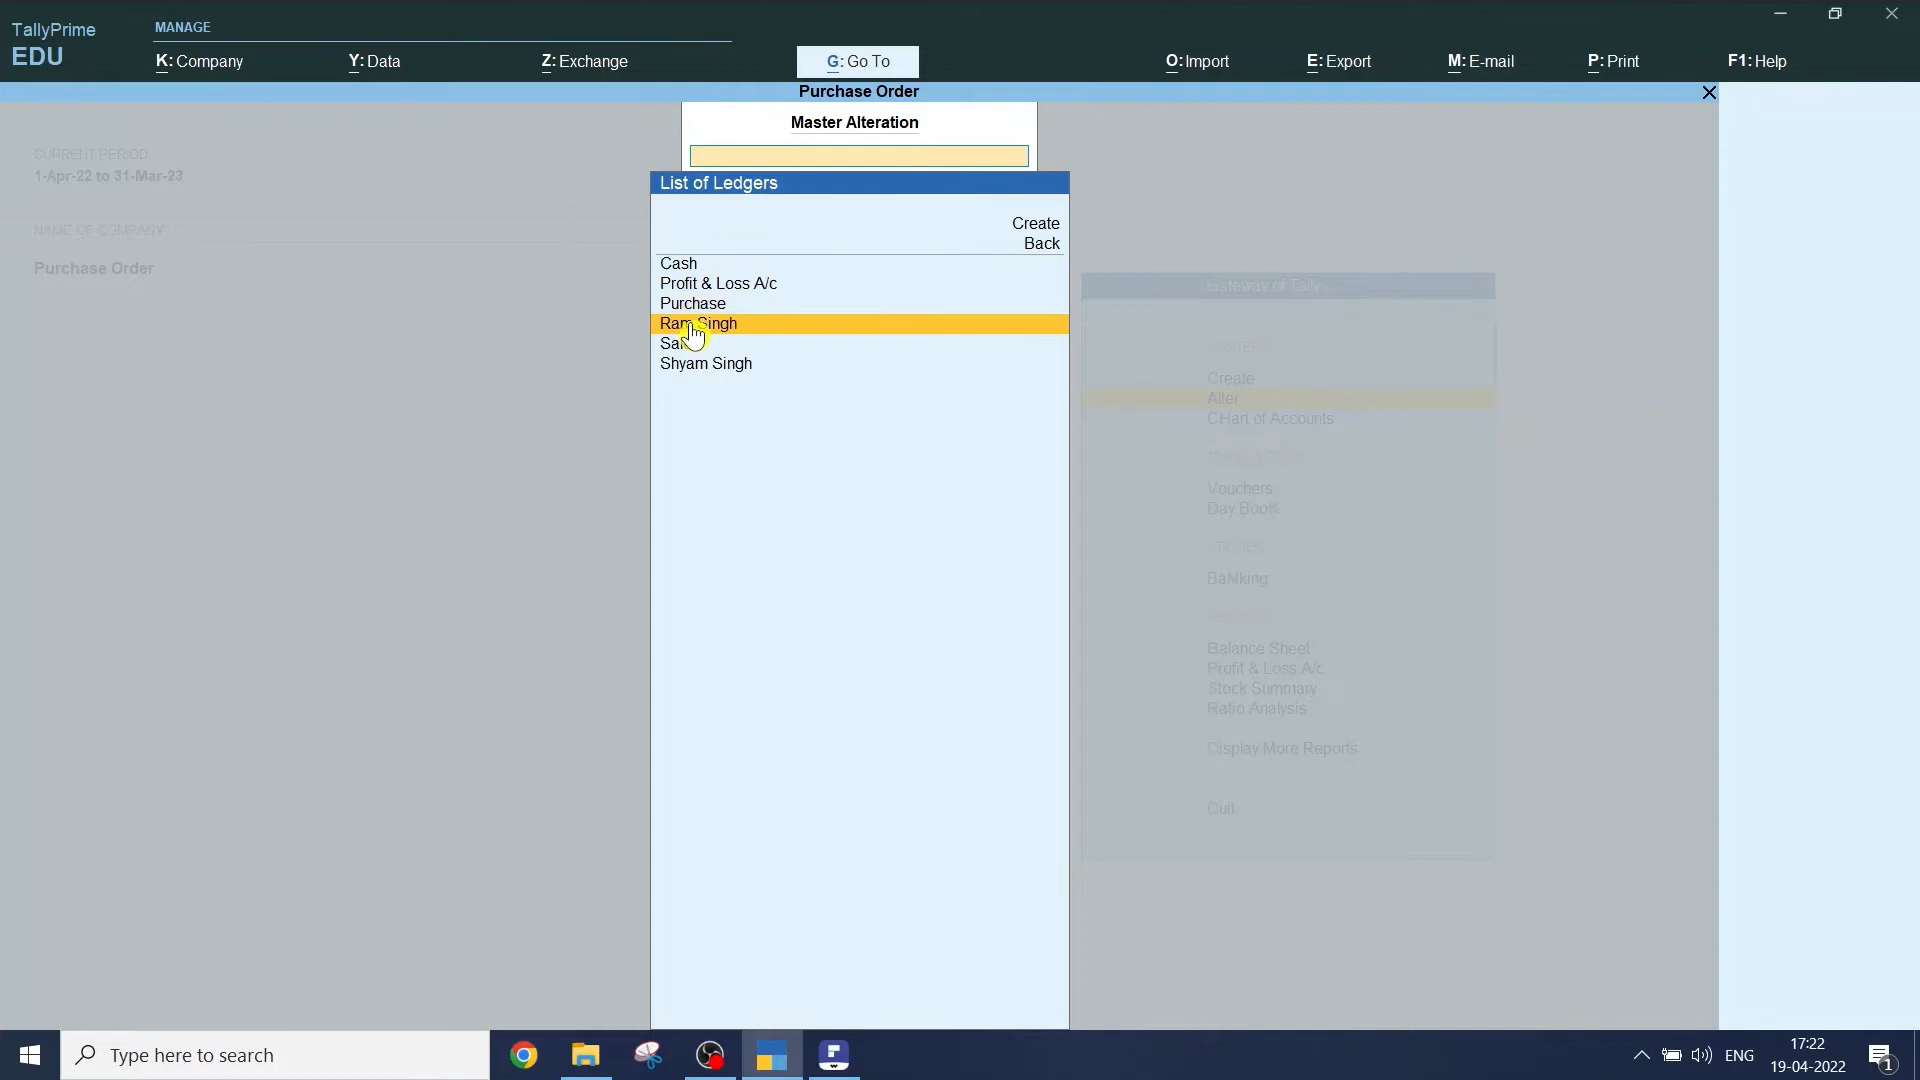 TallyPrime
EDU
MANAGE
K: Company
Y: Data
Z: Exchange
G: Go To
O: Import
E: Export
M: E-mail
P: Print
F1: Help
Purchase Order
Master Alteration
CURRENT PERIOD
1-Apr-22 to 31-Mar-23
NAME OF COMPANY
Purchase Order
List of Ledgers
Create
Back
Cash
Profit & Loss A/c
Purchase
Ram Singh
Shyam Singh
Gateway of Tally
Create
Alter
CHart of Accounts
Vouchers
Day BooK
BaNking
Balance Sheet
Profit & Loss A/c
Stock Summary
Ratio Analysis
Display More Reports
Quit
Type here to search
ENG
17:22
19-04-2022
1